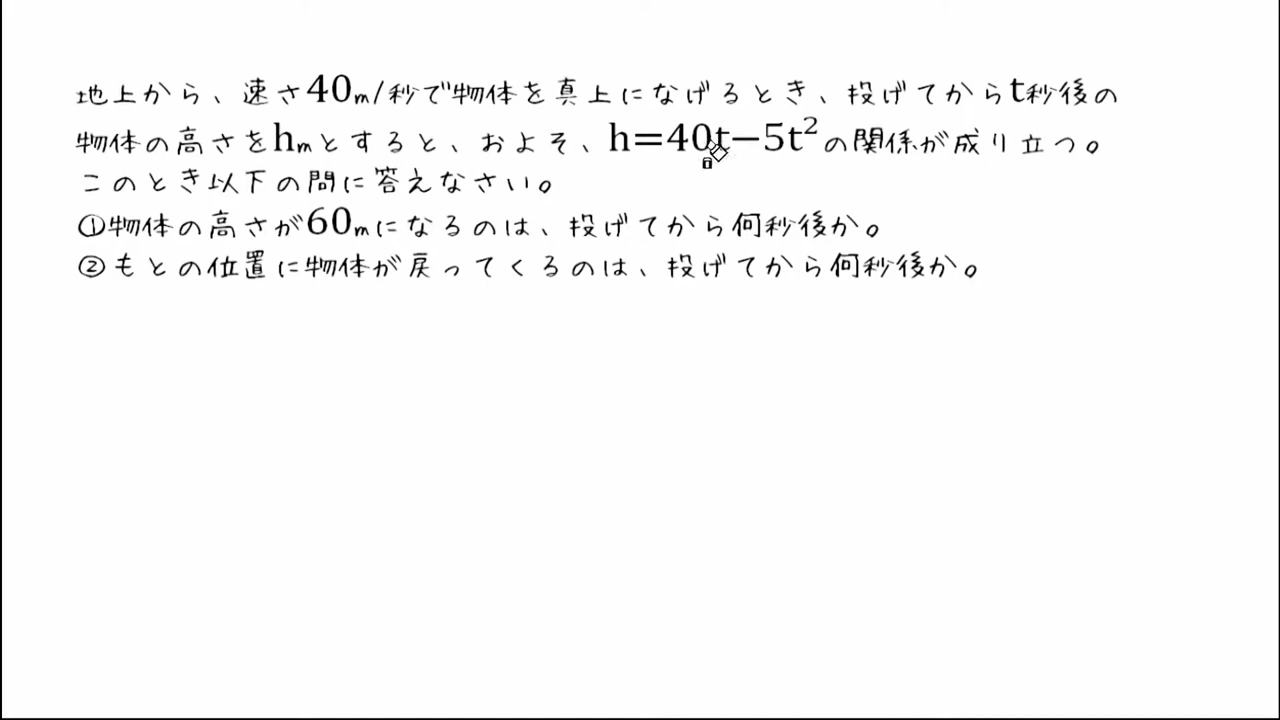 地上から、速さ40m/秒で物体を真上になげるとき、投げてからt秒後の
物体の高さをhmとすると、およそ、h=40t−5t²の関係が成り立つ。
このとき以下の問に答えなさい。
①物体の高さが60mになるのは、投げてから何秒後か。
②もとの位置に物体が戻ってくるのは、投げてから何秒後か。